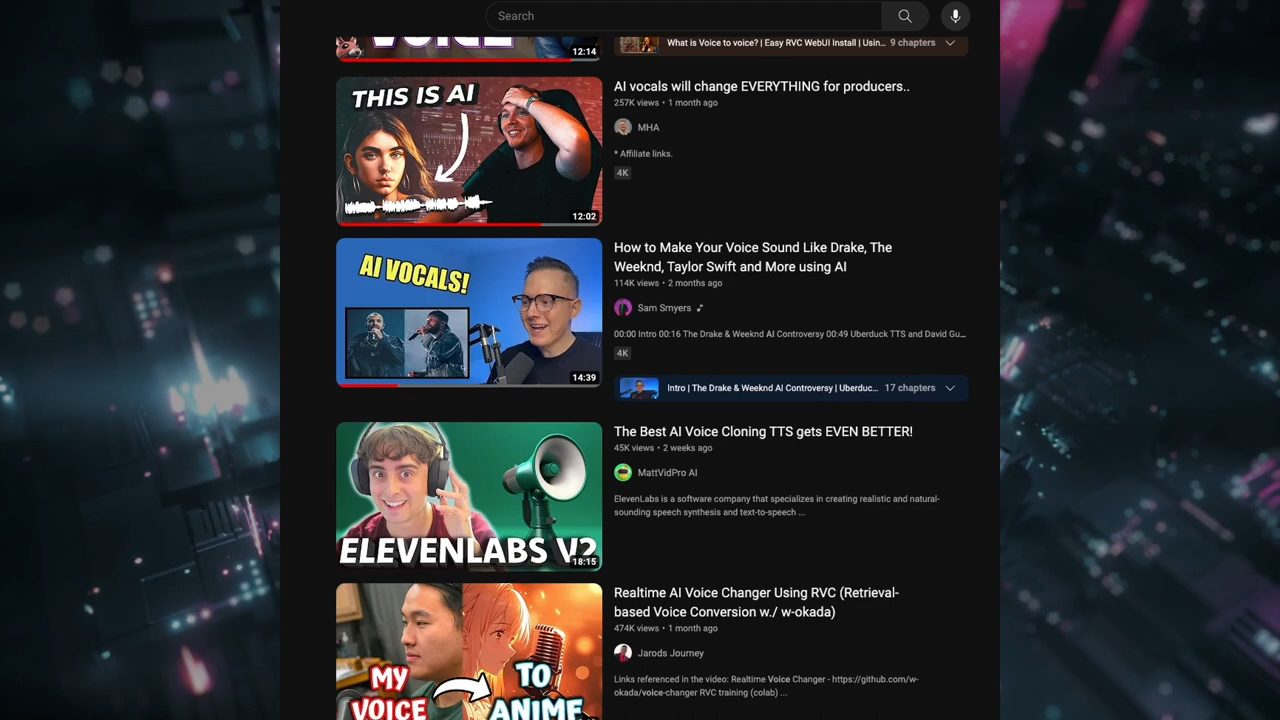 Search
VOICE
12:14
What is Voice to voice? | Easy RVC WebUI Install | Usin...
9 chapters
THIS IS AI
12:02
AI vocals will change EVERYTHING for producers..
257K views • 1 month ago
MHA
* Affiliate links.
4K
AI VOCALS!
14:39
How to Make Your Voice Sound Like Drake, The
Weeknd, Taylor Swift and More using AI
114K views • 2 months ago
Sam Smyers
00:00 Intro 00:16 The Drake & Weeknd AI Controversy 00:49 Uberduck TTS and David Gu...
4K
Intro | The Drake & Weeknd AI Controversy | Uberduc...
17 chapters
ELEVENLABS V2
18:15
The Best AI Voice Cloning TTS gets EVEN BETTER!
45K views • 2 weeks ago
MattVidPro AI
ElevenLabs is a software company that specializes in creating realistic and natural-
sounding speech synthesis and text-to-speech ...
MY
VOICE
TO
ANIME
Realtime AI Voice Changer Using RVC (Retrieval-
based Voice Conversion w./ w-okada)
474K views • 1 month ago
Jarods Journey
Links referenced in the video: Realtime Voice Changer - https://github.com/w-
okada/voice-changer RVC training (colab) ...